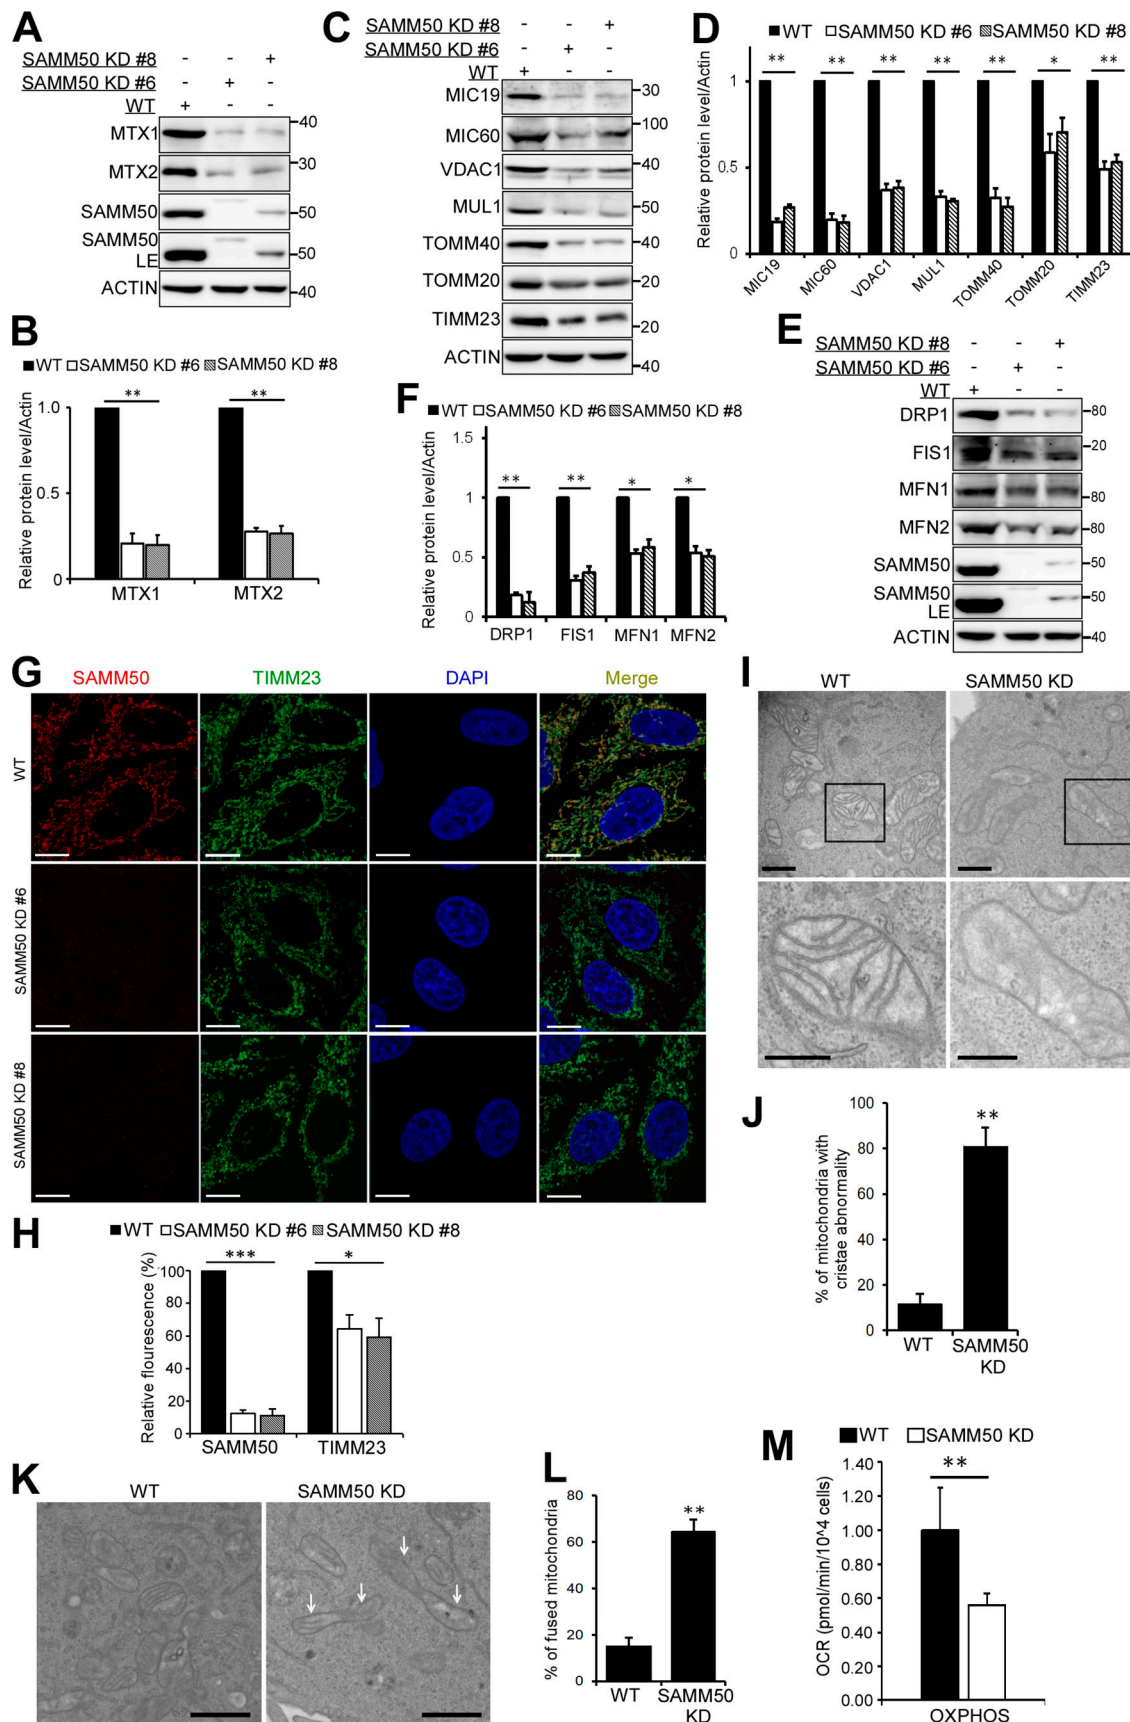 A
SAMM50 KD #8 - - +
SAMM50 KD #6 - + -
WT + - -
MTX1 40
MTX2 30
SAMM50 50
SAMM50
LE 50
ACTIN 40
B
WT SAMM50 KD #6 SAMM50 KD #8
Relative protein level/Actin
1.0
0.5
0
** **
MTX1 MTX2
C
SAMM50 KD #8 - - +
SAMM50 KD #6 - + -
WT + - -
MIC19 30
MIC60 100
VDAC1 40
MUL1 50
TOMM40 40
TOMM20 20
TIMM23 20
ACTIN 40
D
WT SAMM50 KD #6 SAMM50 KD #8
Relative protein level/Actin
1
0.5
0
** ** ** ** ** * **
MIC19 MIC60 VDAC1 MUL1 TOMM40 TOMM20 TIMM23
E
SAMM50 KD #8 - - +
SAMM50 KD #6 - + -
WT + - -
DRP1 80
FIS1 20
MFN1 80
MFN2 80
SAMM50 50
SAMM50
LE 50
ACTIN 40
F
WT SAMM50 KD #6 SAMM50 KD #8
Relative protein level/Actin
1.5
1
0.5
0
** ** * *
DRP1 FIS1 MFN1 MFN2
G
SAMM50 TIMM23 DAPI Merge
WT
SAMM50 KD #6
SAMM50 KD #8
H
WT SAMM50 KD #6 SAMM50 KD #8
Relative flourescence (%)
100
80
60
40
20
0
*** *
SAMM50 TIMM23
I
WT SAMM50 KD
J
% of mitochondria with
cristae abnormality
100
80
60
40
20
0
**
WT SAMM50
KD
K
WT SAMM50 KD
L
% of fused mitochondria
80
60
40
20
0
**
WT SAMM50
KD
M
WT SAMM50 KD
OCR (pmol/min/10^4 cells)
1.40
1.20
1.00
0.80
0.60
0.40
0.20
0.00
**
OXPHOS